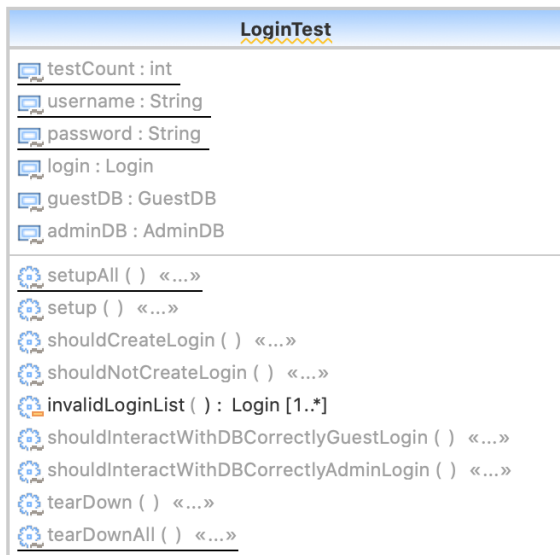 LoginTest
testCount : int
username : String
password : String
login : Login
guestDB : GuestDB
adminDB : AdminDB
setupAll ( ) «...»
setup ( ) «...»
shouldCreateLogin ( ) «...»
shouldNotCreateLogin ( ) «...»
invalidLoginList ( ) : Login [1..*]
shouldInteractWithDBCorrectlyGuestLogin ( ) «...»
shouldInteractWithDBCorrectlyAdminLogin ( ) «...»
tearDown ( ) «...»
tearDownAll ( ) «...»